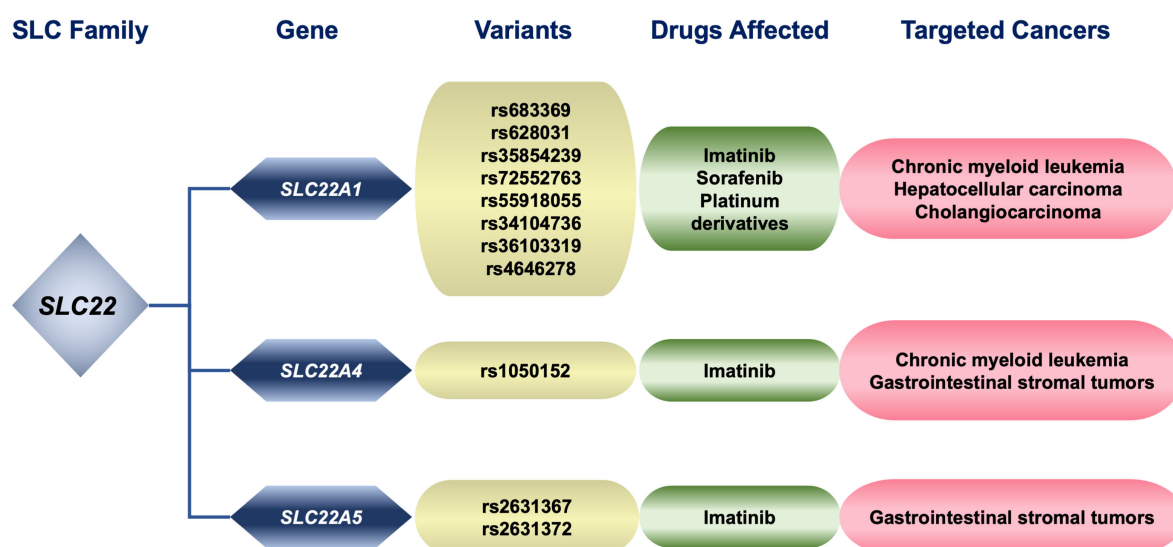 SLC Family Gene Variants Drugs Affected Targeted Cancers
SLC22
SLC22A1
rs683369
rs628031
rs35854239
rs72552763
rs55918055
rs34104736
rs36103319
rs4646278
Imatinib
Sorafenib
Platinum
derivatives
Chronic myeloid leukemia
Hepatocellular carcinoma
Cholangiocarcinoma
SLC22A4
rs1050152
Imatinib
Chronic myeloid leukemia
Gastrointestinal stromal tumors
SLC22A5
rs2631367
rs2631372
Imatinib
Gastrointestinal stromal tumors